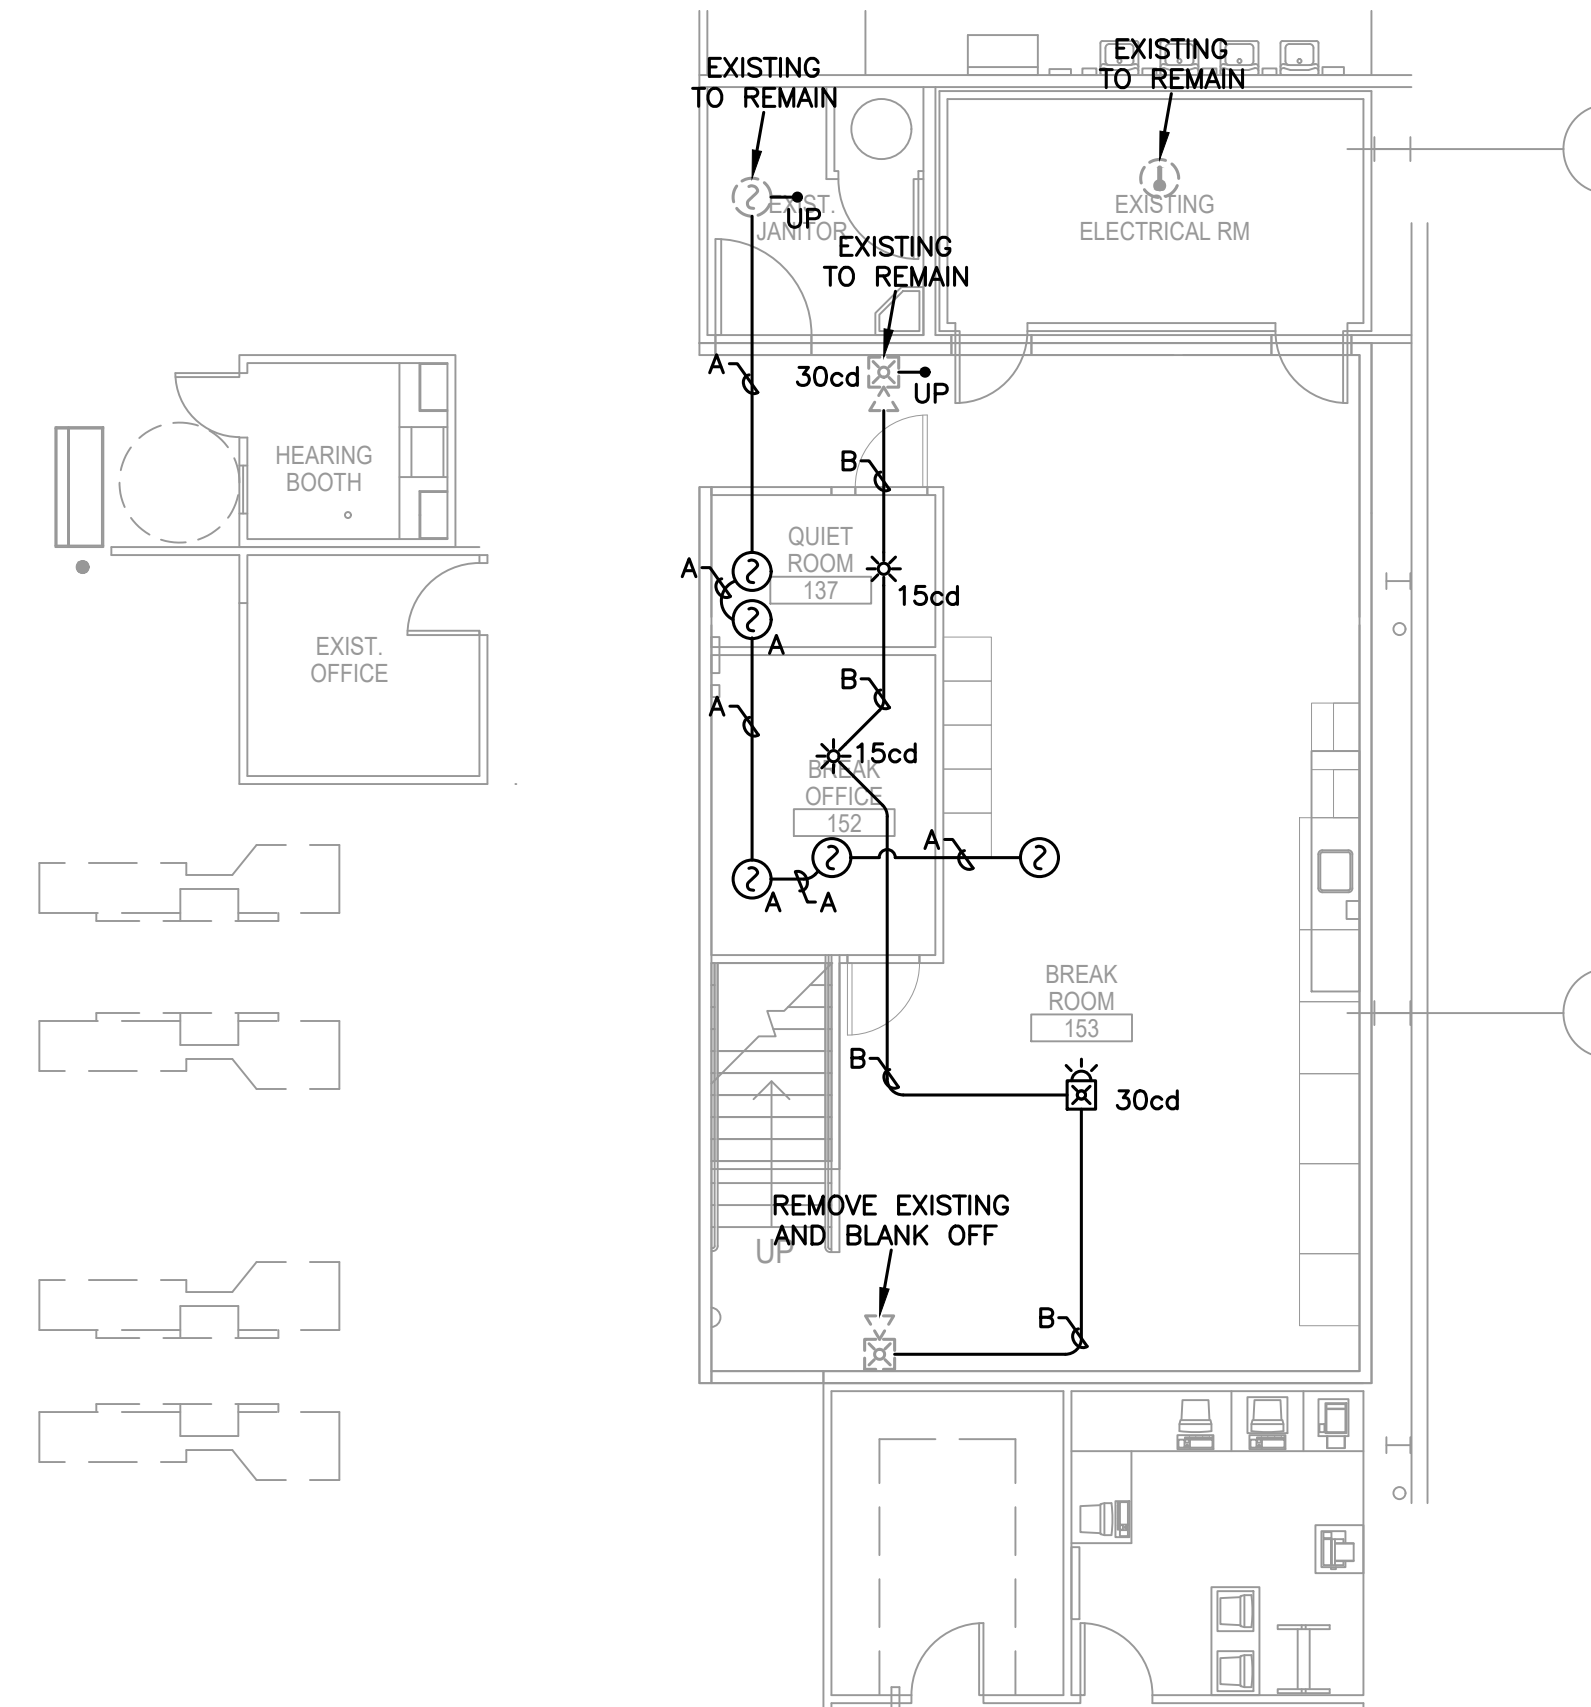 EXISTING
TO REMAIN
EXISTING
TO REMAIN
UP
EXIST.
JANITOR
EXISTING
ELECTRICAL RM
EXISTING
TO REMAIN
A
30cd
UP
HEARING
BOOTH
B
QUIET
ROOM
137
A
15cd
A
EXIST.
OFFICE
B
A
15cd
BREAK
OFFICE
152
A
A
A
BREAK
ROOM
153
B
30cd
REMOVE EXISTING
AND BLANK OFF
UP
B